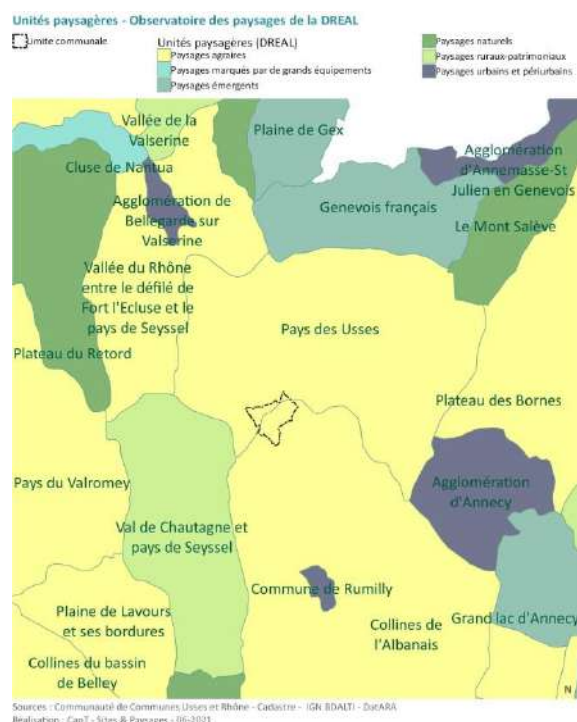 Unités paysagères - Observatoire des paysages de la DREAL
Limite communale
Unités paysagères (DREAL)
Paysages agraires
Paysages marqués par de grands équipements
Paysages émergents
Paysages naturels
Paysages ruraux-patrimoniaux
Paysages urbains et périurbains
Vallée de la
Valserine
Plaine de Gex
Cluse de Nantua
Agglomération
d'Annemasse-St
Julien en Genevois
Agglomération de
Bellegarde sur
Valserine
Genevois français
Le Mont Salève
Vallée du Rhône
entre le défilé de
Fort l'Ecluse et le
pays de Seyssel
Pays des Usses
Plateau du Retord
Plateau des Bornes
Pays du Valromey
Agglomération
d'Annecy
Val de Chautagne et
pays de Seyssel
Commune de Rumilly
Plaine de Lavours
et ses bordures
Collines de
l'Albanais
Grand lac d'Annecy
Collines du bassin
de Belley
N
Sources : Communauté de Communes Usses et Rhône - Cadastre - IGN BDALTI - DatARA
Réalisation : CapT - Sites & Paysages - 06-2021